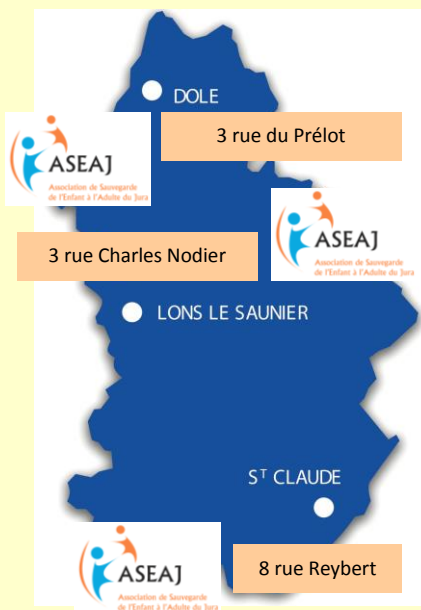 DOLE
3 rue du Prélot
ASEAJ
Association de Sauvegarde
de l'Enfant à l'Adulte du Jura
ASEAJ
Association de Sauvegarde
de l'Enfant à l'Adulte du Jura
3 rue Charles Nodier
LONS LE SAUNIER
ST CLAUDE
8 rue Reybert
ASEAJ
Association de Sauvegarde
de l'Enfant à l'Adulte du Jura